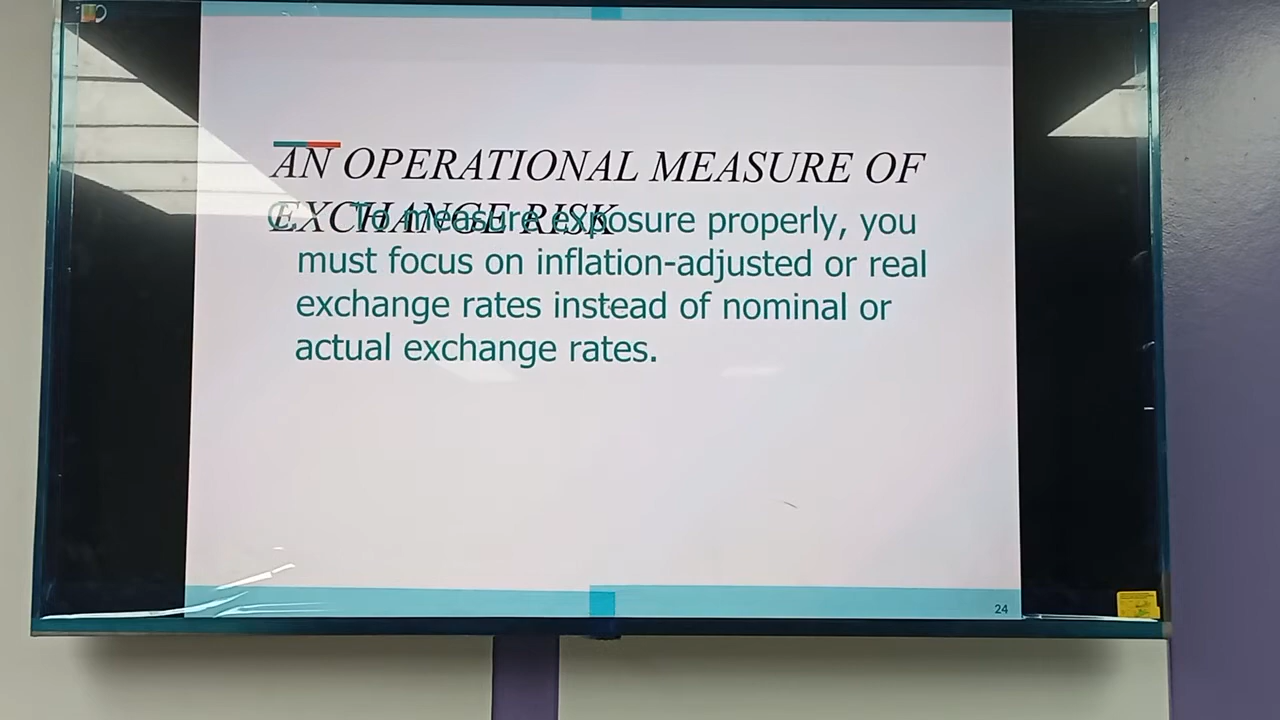 AN OPERATIONAL MEASURE OF
EXCHANGE RISK
To measure exposure properly, you
must focus on inflation-adjusted or real
exchange rates instead of nominal or
actual exchange rates.
24